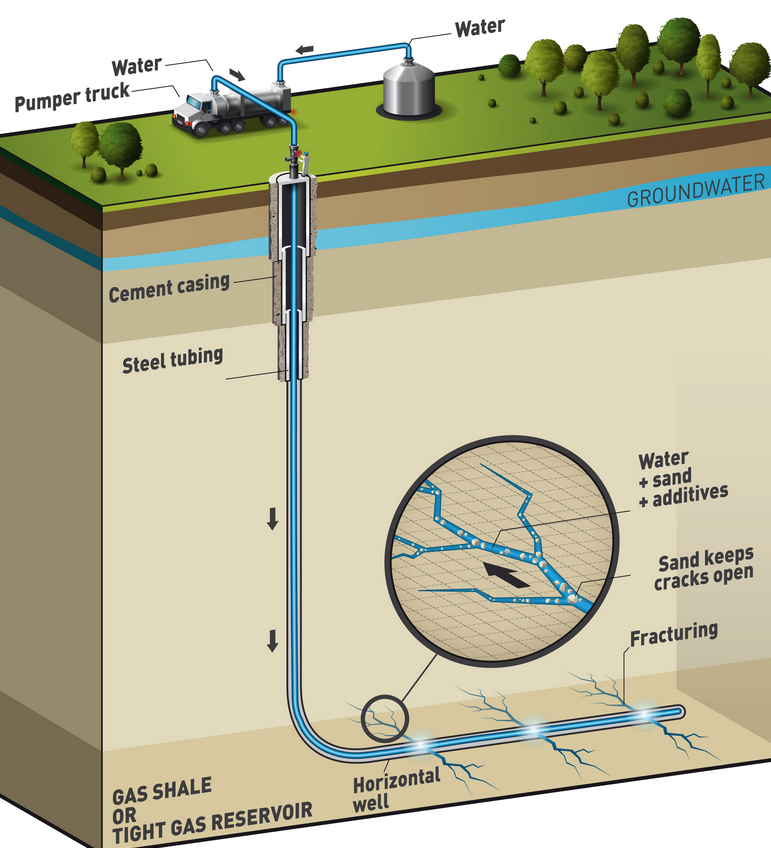 Water
Water
Pumper truck
GROUNDWATER
Cement casing
Steel tubing
Water
+ sand
+ additives
Sand keeps
cracks open
Fracturing
Horizontal
well
GAS SHALE
OR
TIGHT GAS RESERVOIR